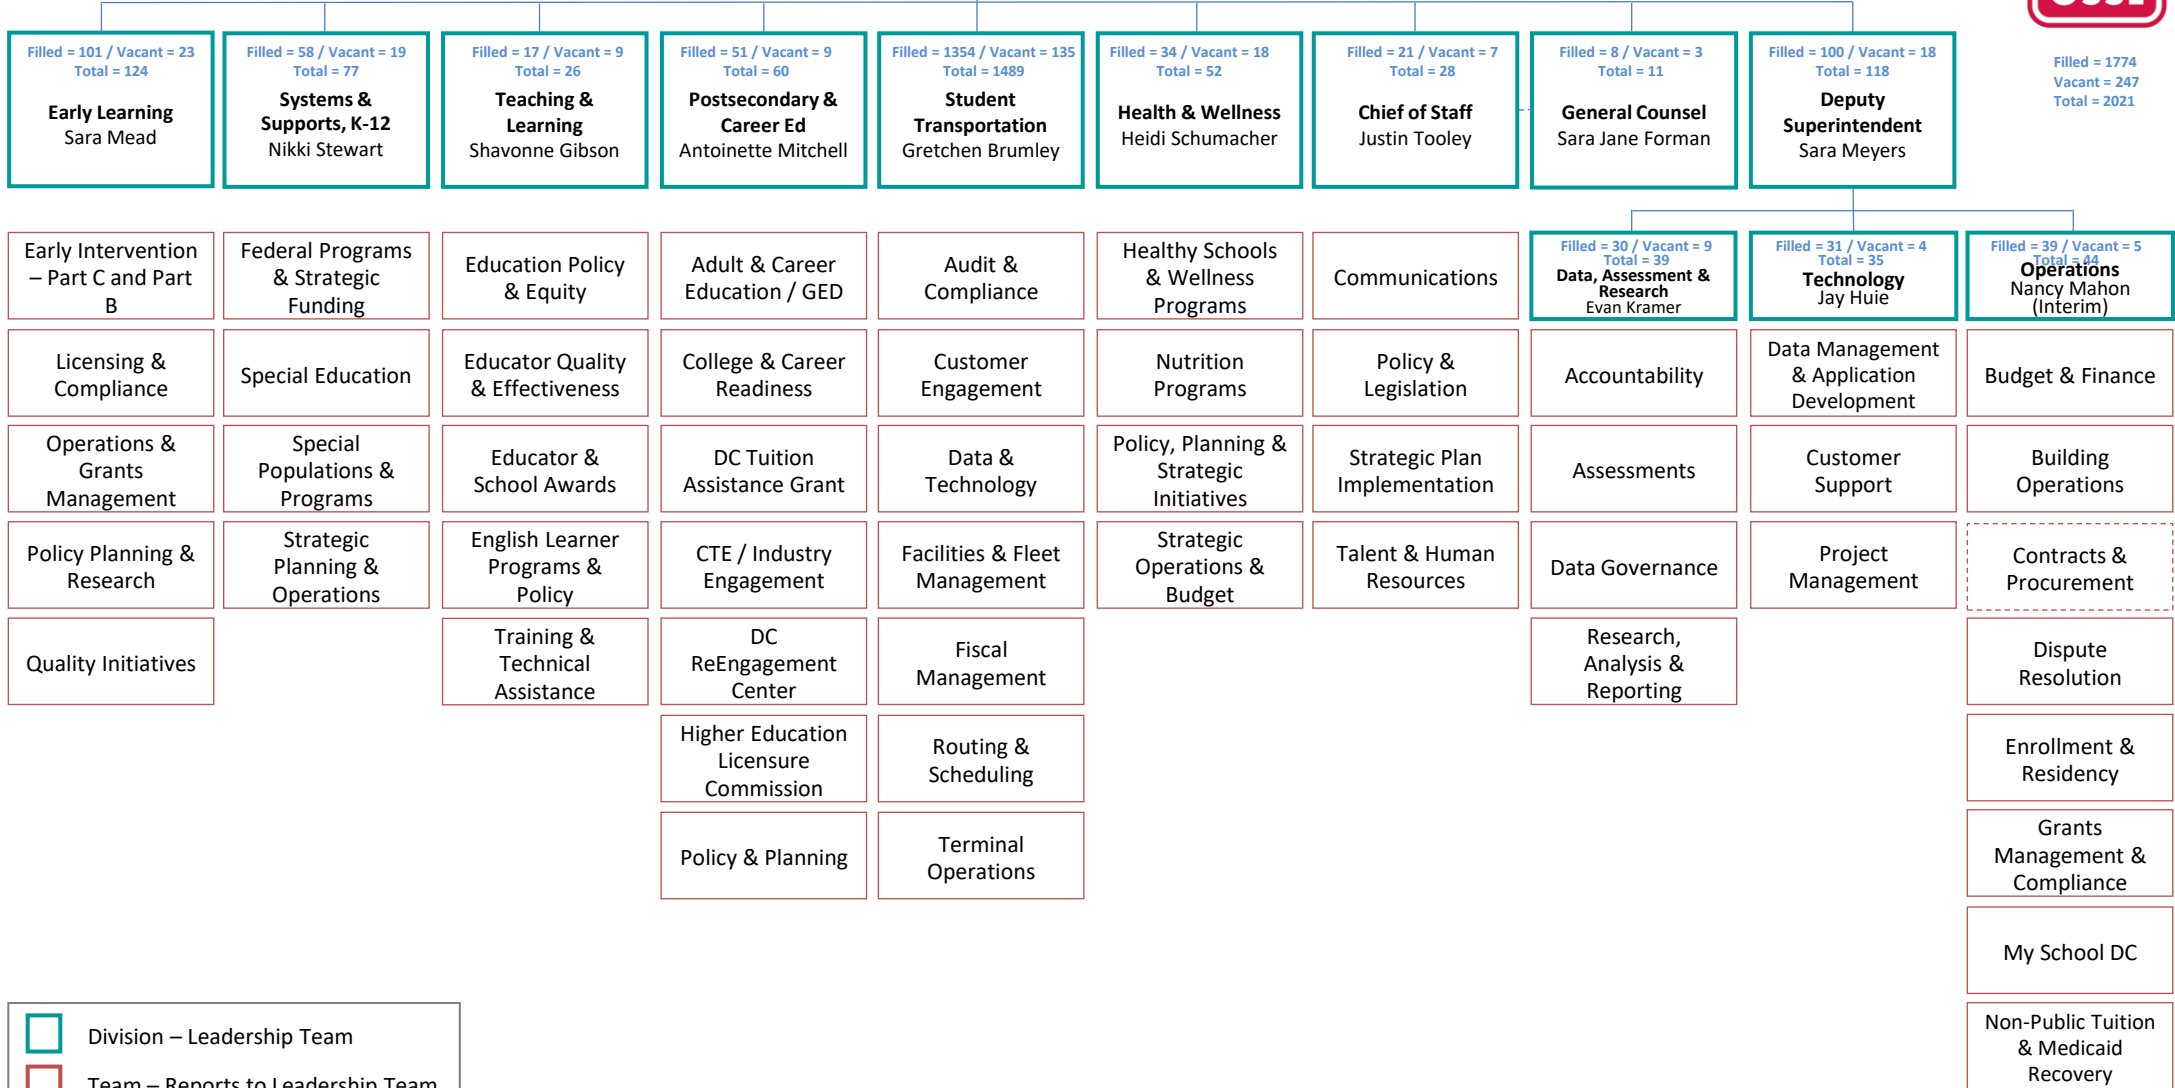 OSSE
Filled = 1774
Vacant = 247
Total = 2021
Filled = 101 / Vacant = 23
Total = 124
Early Learning
Sara Mead
Filled = 58 / Vacant = 19
Total = 77
Systems &
Supports, K-12
Nikki Stewart
Filled = 17 / Vacant = 9
Total = 26
Teaching &
Learning
Shavonne Gibson
Filled = 51 / Vacant = 9
Total = 60
Postsecondary &
Career Ed
Antoinette Mitchell
Filled = 1354 / Vacant = 135
Total = 1489
Student
Transportation
Gretchen Brumley
Filled = 34 / Vacant = 18
Total = 52
Health & Wellness
Heidi Schumacher
Filled = 21 / Vacant = 7
Total = 28
Chief of Staff
Justin Tooley
Filled = 8 / Vacant = 3
Total = 11
General Counsel
Sara Jane Forman
Filled = 100 / Vacant = 18
Total = 118
Deputy
Superintendent
Sara Meyers
Early Intervention
– Part C and Part
B
Licensing &
Compliance
Operations &
Grants
Management
Policy Planning &
Research
Quality Initiatives
Federal Programs
& Strategic
Funding
Special Education
Special
Populations &
Programs
Strategic
Planning &
Operations
Education Policy
& Equity
Educator Quality
& Effectiveness
Educator &
School Awards
English Learner
Programs &
Policy
Training &
Technical
Assistance
Adult & Career
Education / GED
College & Career
Readiness
DC Tuition
Assistance Grant
CTE / Industry
Engagement
DC
ReEngagement
Center
Higher Education
Licensure
Commission
Policy & Planning
Audit &
Compliance
Customer
Engagement
Data &
Technology
Facilities & Fleet
Management
Fiscal
Management
Routing &
Scheduling
Terminal
Operations
Healthy Schools
& Wellness
Programs
Nutrition
Programs
Policy, Planning &
Strategic
Initiatives
Strategic
Operations &
Budget
Communications
Policy &
Legislation
Strategic Plan
Implementation
Talent & Human
Resources
Filled = 30 / Vacant = 9
Total = 39
Data, Assessment &
Research
Evan Kramer
Accountability
Assessments
Data Governance
Research,
Analysis &
Reporting
Filled = 31 / Vacant = 4
Total = 35
Technology
Jay Huie
Data Management
& Application
Development
Customer
Support
Project
Management
Filled = 39 / Vacant = 5
Total = 44
Operations
Nancy Mahon
(Interim)
Budget & Finance
Building
Operations
Contracts &
Procurement
Dispute
Resolution
Enrollment &
Residency
Grants
Management &
Compliance
My School DC
Non-Public Tuition
& Medicaid
Recovery
Division – Leadership Team
Team – Reports to Leadership Team